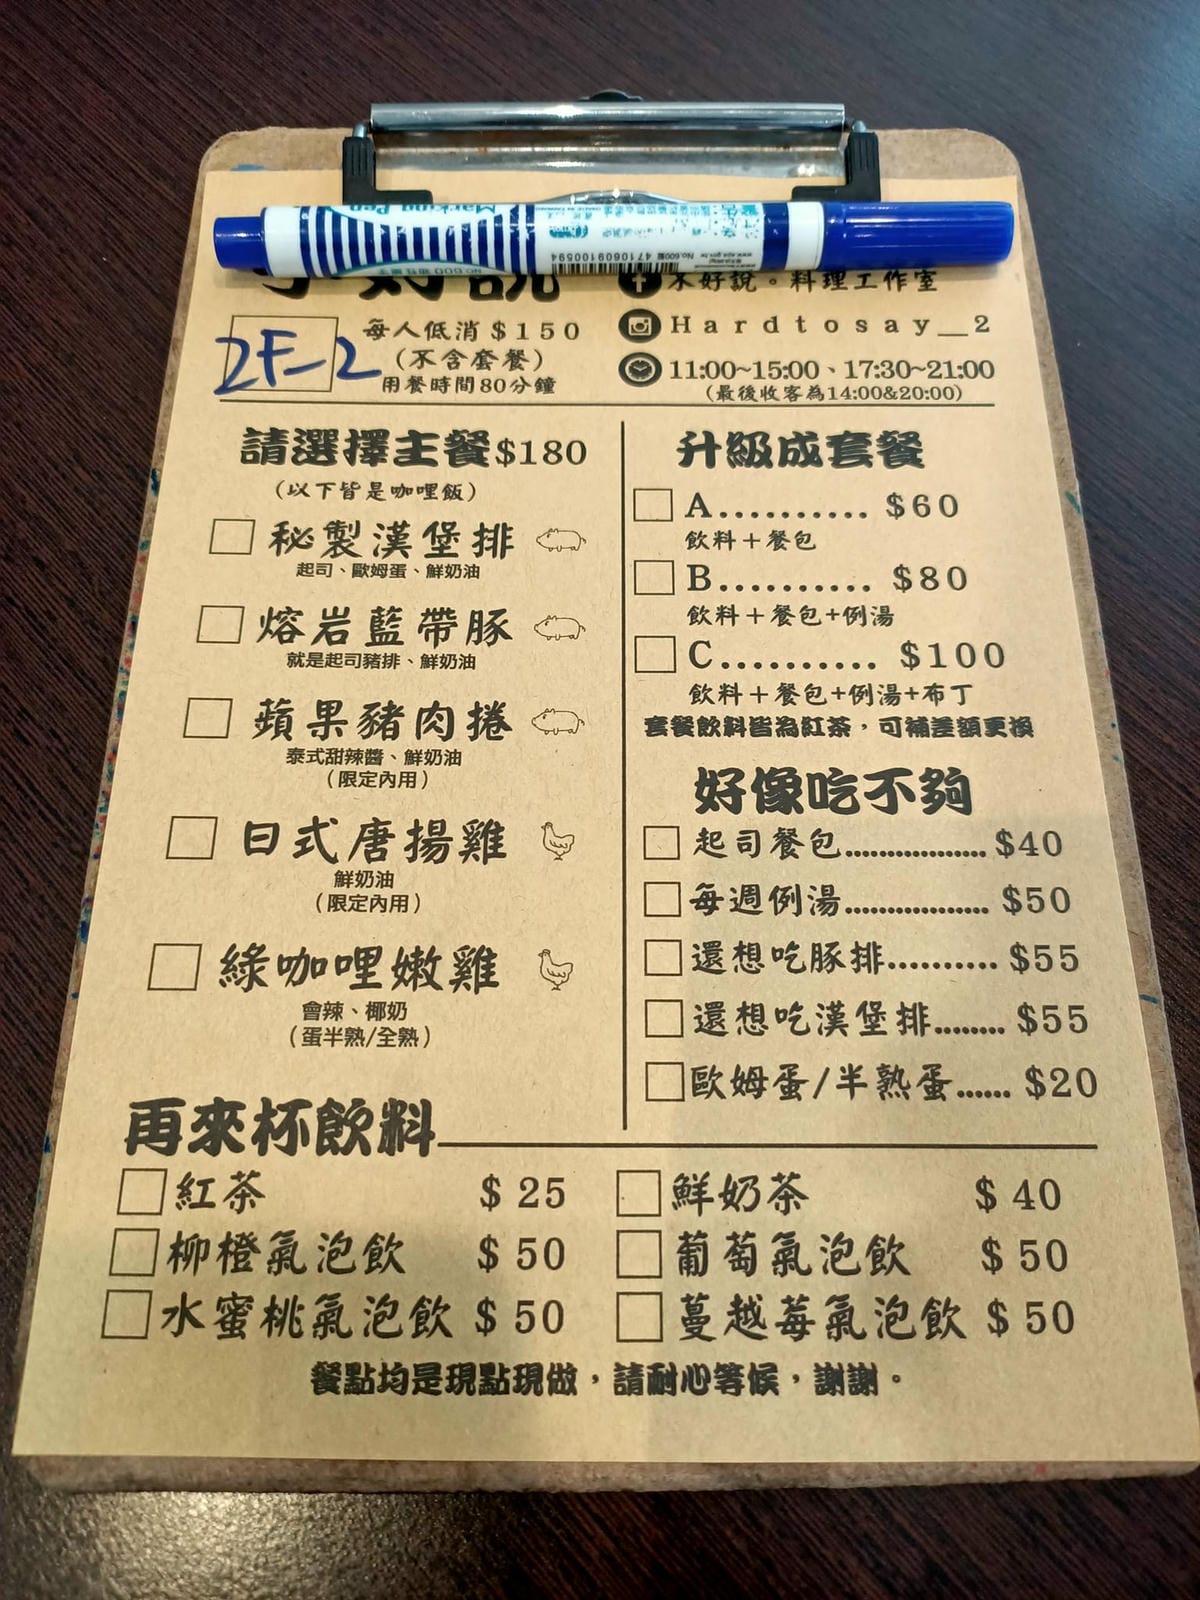 Marking Pen
NO.600
No.600藍
4710609100594
好說
不好說。料理工作室
Hardtosay__2
2F-2
每人低消$150
(不含套餐)
用餐時間80分鐘
11:00~15:00、17:30~21:00
(最後收客為14:00&20:00)
請選擇主餐$180
(以下皆是咖哩飯)
秘製漢堡排
起司、歐姆蛋、鮮奶油
熔岩藍帶豚
就是起司豬排、鮮奶油
蘋果豬肉捲
泰式甜辣醬、鮮奶油
(限定內用)
日式唐揚雞
鮮奶油
(限定內用)
綠咖哩嫩雞
會辣、椰奶
(蛋半熟/全熟)
升級成套餐
A.......... $60
飲料+餐包
B.......... $80
飲料+餐包+例湯
C.......... $100
飲料+餐包+例湯+布丁
套餐飲料皆為紅茶,可補差額更換
好像吃不夠
起司餐包.................. $40
每週例湯.................. $50
還想吃豚排.......... $55
還想吃漢堡排......... $55
歐姆蛋/半熟蛋...... $20
再來杯飲料
紅茶 $25
鮮奶茶 $40
柳橙氣泡飲 $50
葡萄氣泡飲 $50
水蜜桃氣泡飲 $50
蔓越莓氣泡飲 $50
餐點均是現點現做,請耐心等候,謝謝。